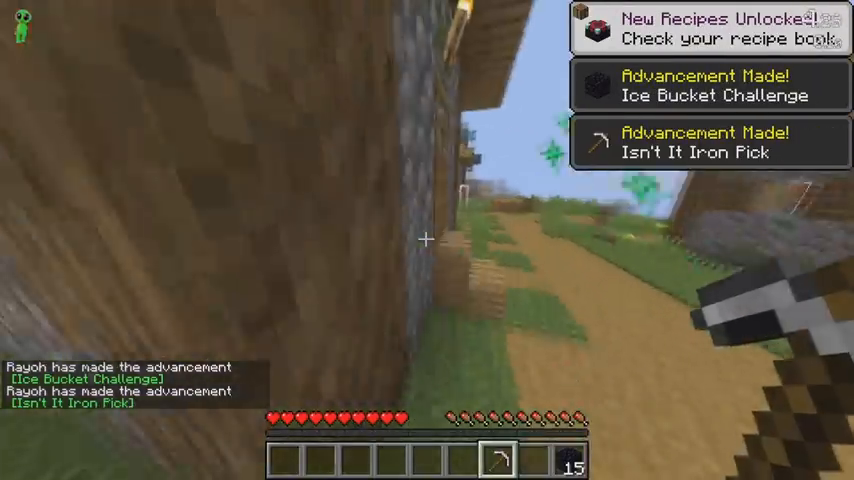 New Recipes Unlocked!
Check your recipe book
Advancement Made!
Ice Bucket Challenge
Advancement Made!
Isn't It Iron Pick
Rayoh has made the advancement
[Ice Bucket Challenge]
Rayoh has made the advancement
[Isn't It Iron Pick]
15